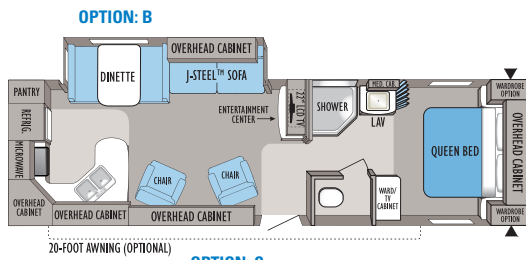 OPTION: B
OVERHEAD CABINET
DINETTE
J-STEEL™ SOFA
PANTRY
REFRIG.
MICROWAVE
OVERHEAD
CABINET
OVERHEAD CABINET
OVERHEAD CABINET
CHAIR
CHAIR
ENTERTAINMENT
CENTER
22" LCD TV
SHOWER
MED. CAB.
LAV
WARD/
TV
CABINET
QUEEN BED
WARDROBE
OPTION
OVERHEAD CABINET
WARDROBE
OPTION
20-FOOT AWNING (OPTIONAL)